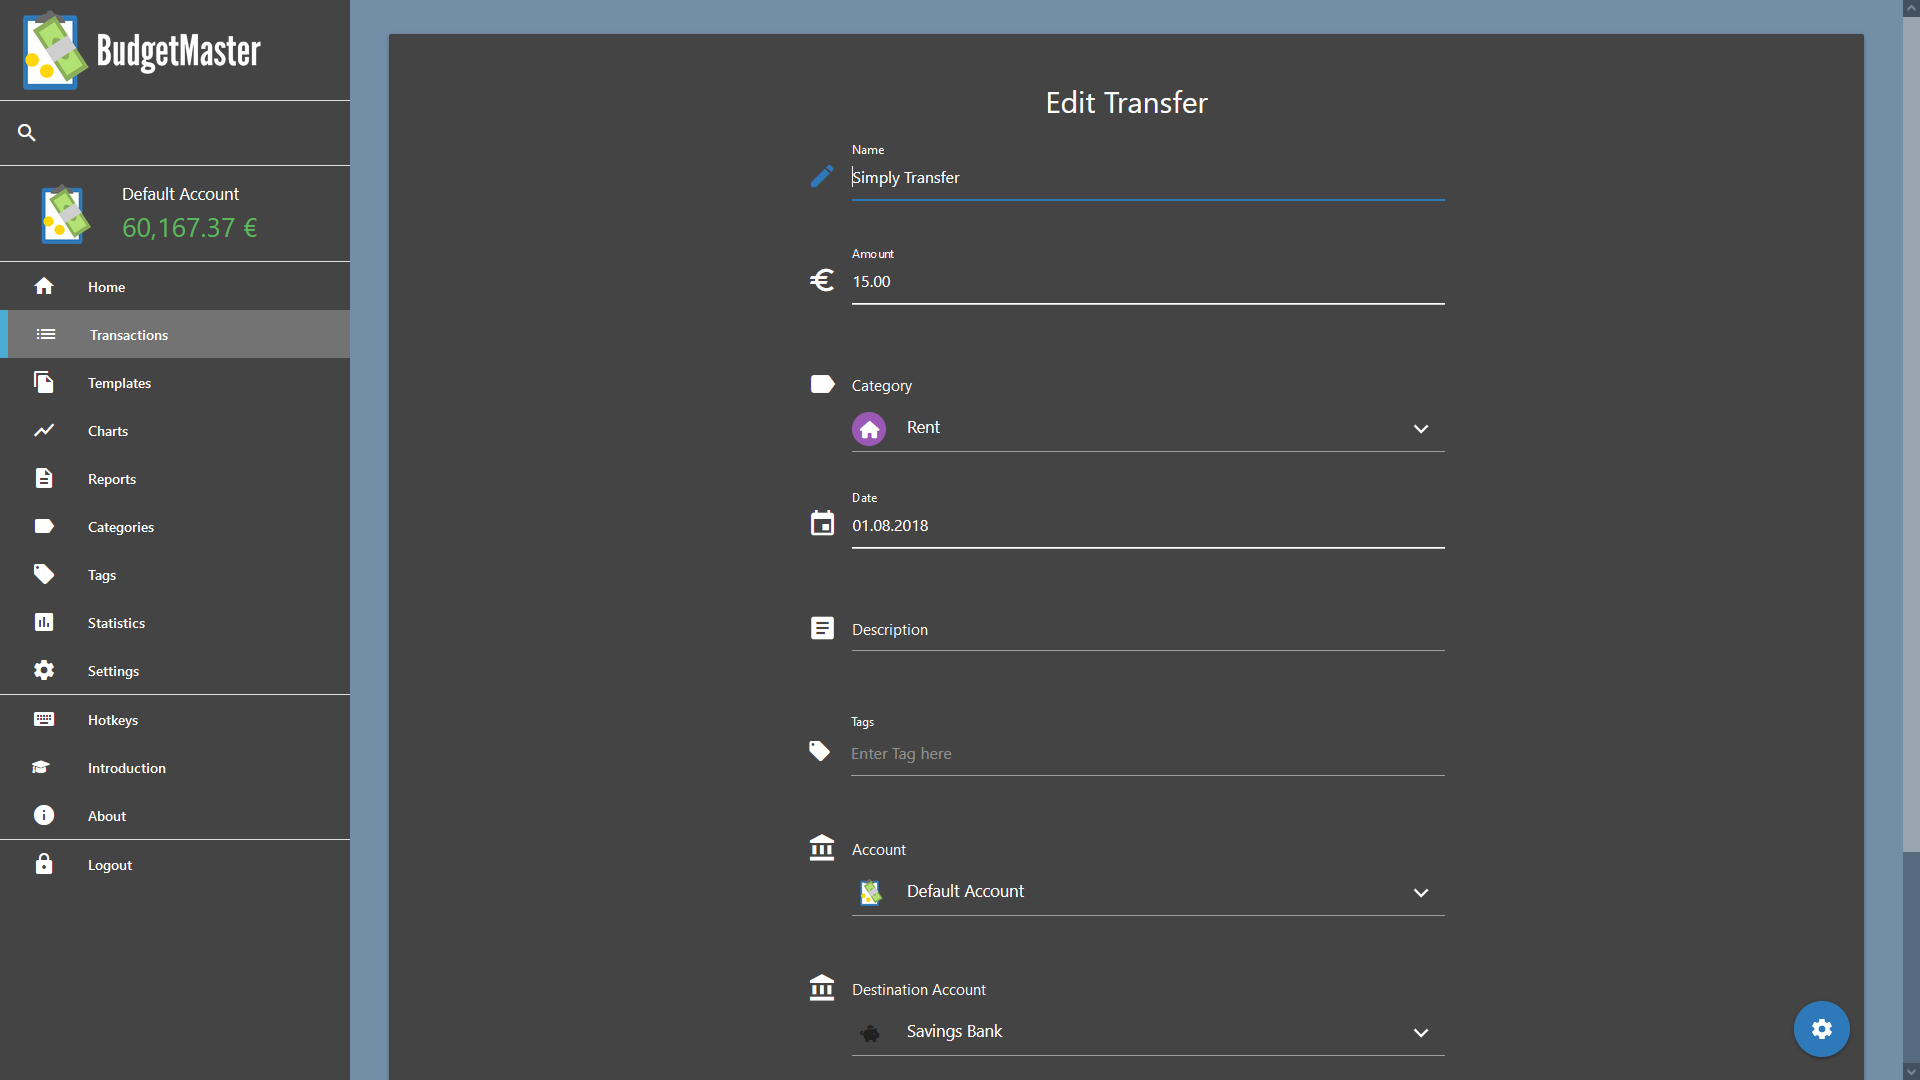 BudgetMaster
Default Account
60,167.37 €
Home
Transactions
Templates
Charts
Reports
Categories
Tags
Statistics
Settings
Hotkeys
Introduction
About
Logout
Edit Transfer
Name
Simply Transfer
Amount
15.00
Category
Rent
Date
01.08.2018
Description
Tags
Enter Tag here
Account
Default Account
Destination Account
Savings Bank